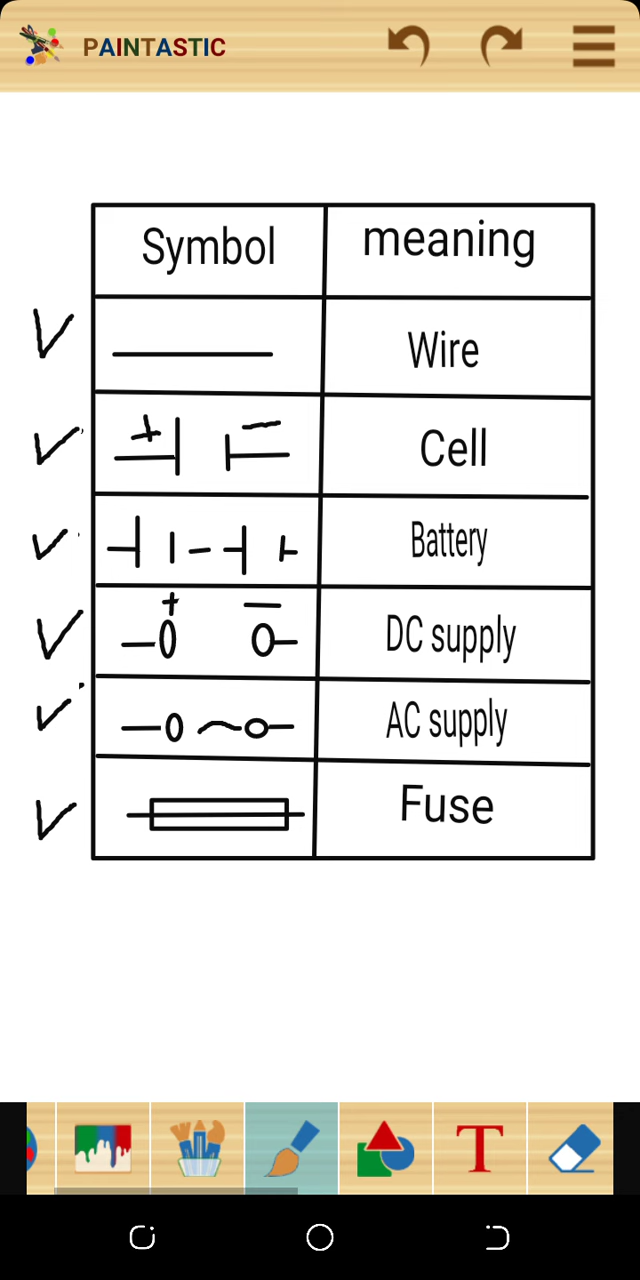 PAINTASTIC
Symbol meaning
Wire
+ − Cell
Battery
+ − DC supply
AC supply
Fuse
T